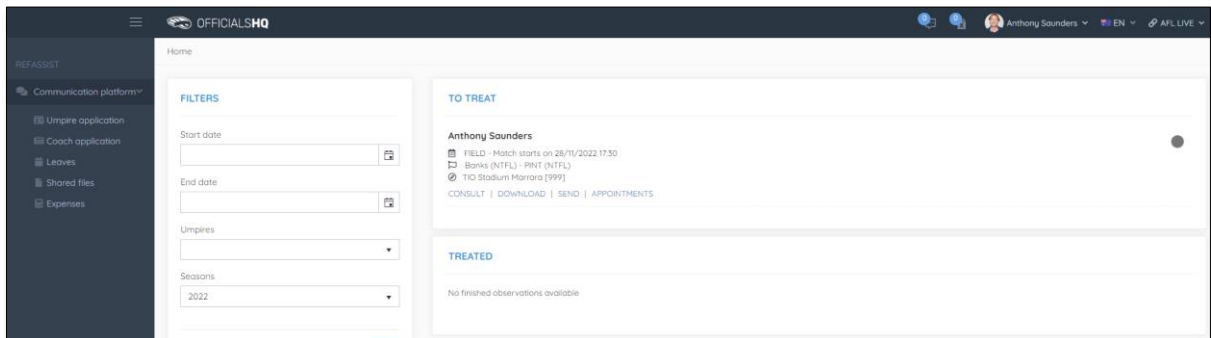 OFFICIALSHQ
0
0
Anthony Saunders
EN
AFL LIVE
REFASSIST
Communication platform
Umpire application
Coach application
Leaves
Shared files
Expenses
Home
FILTERS
Start date
End date
Umpires
Seasons
2022
TO TREAT
Anthony Saunders
FIELD - Match starts on 28/11/2022 17:30
Banks (NTFL) - PINT (NTFL)
TIO Stadium Marrara [999]
CONSULT | DOWNLOAD | SEND | APPOINTMENTS
TREATED
No finished observations available